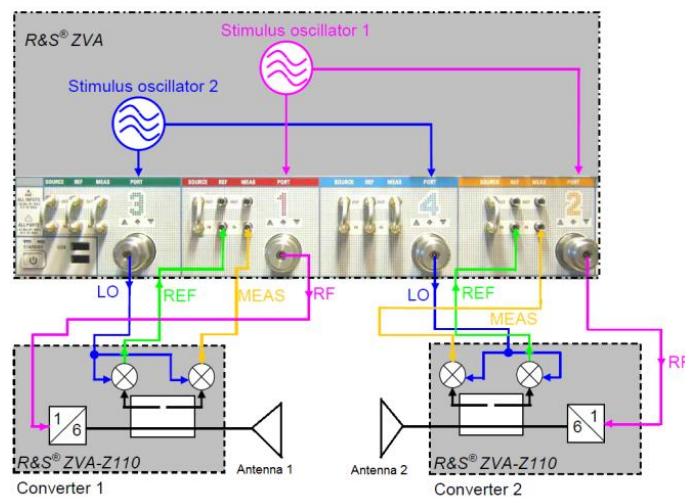 R&S® ZVA
Stimulus oscillator 1
Stimulus oscillator 2
SOURCE REF MEAS PORT
SOURCE REF MEAS PORT
SOURCE REF MEAS PORT
SOURCE REF MEAS PORT
3
1
4
2
LO
REF
MEAS
RF
LO
REF
MEAS
RF
1
6
R&S® ZVA-Z110
Antenna 1
Converter 1
Antenna 2
1
6
R&S® ZVA-Z110
Converter 2